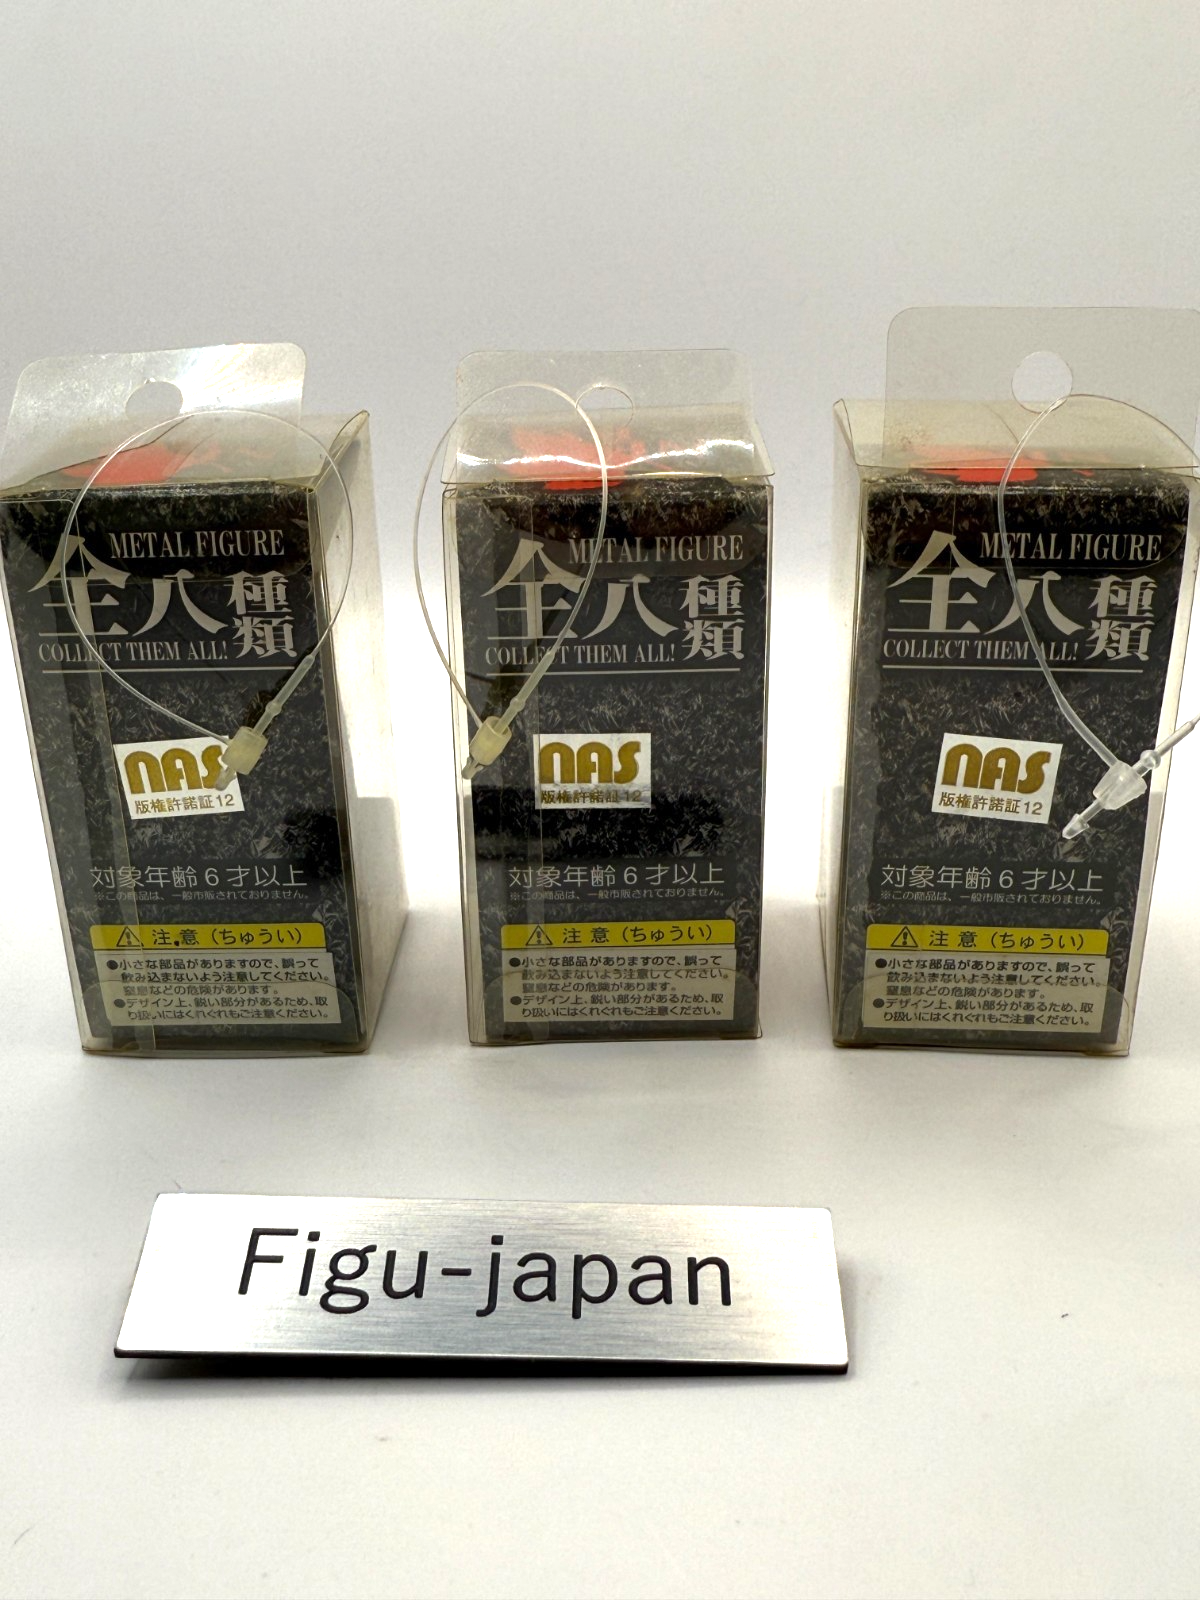 METAL FIGURE
全八種類
COLLECT THEM ALL!
nas
版権許諾証12
対象年齢6才以上
※この商品は、一般市販されておりません。
注意(ちゅうい)
●小さな部品がありますので、誤って
飲み込まないよう注意してください。
窒息などの危険があります。
●デザイン上、鋭い部分があるため、取
り扱いにはくれぐれもご注意ください。
METAL FIGURE
全八種類
COLLECT THEM ALL!
nas
版権許諾証12
対象年齢6才以上
※この商品は、一般市販されておりません。
注意(ちゅうい)
●小さな部品がありますので、誤って
飲み込まないよう注意してください。
窒息などの危険があります。
●デザイン上、鋭い部分があるため、取
り扱いにはくれぐれもご注意ください。
METAL FIGURE
全八種類
COLLECT THEM ALL!
nas
版権許諾証12
対象年齢6才以上
※この商品は、一般市販されておりません。
注意(ちゅうい)
●小さな部品がありますので、誤って
飲み込まないよう注意してください。
窒息などの危険があります。
●デザイン上、鋭い部分があるため、取
り扱いにはくれぐれもご注意ください。
Figu-japan